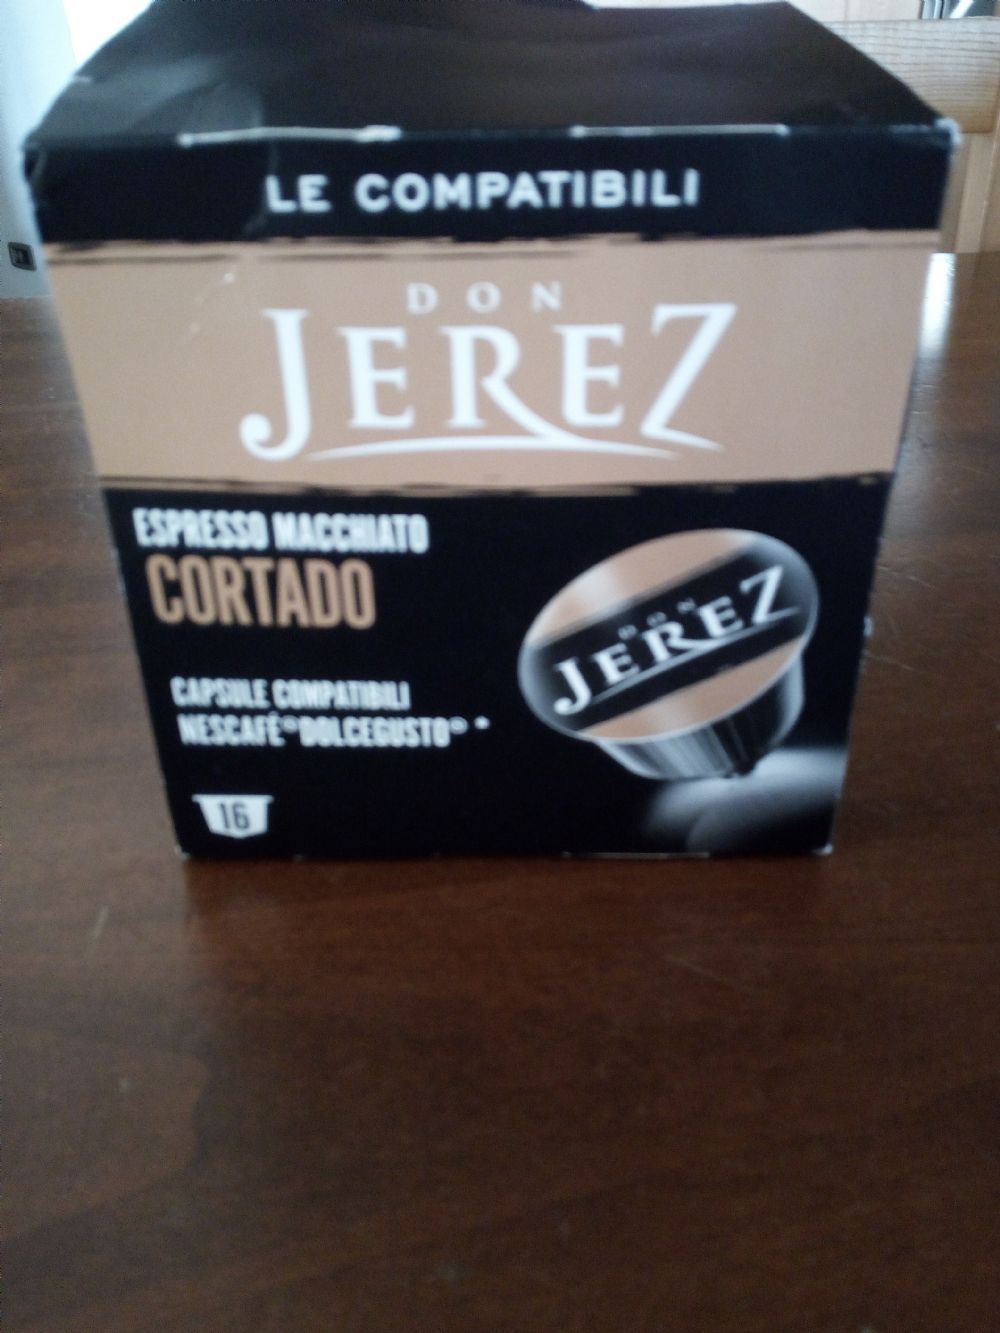 LE COMPATIBILI
DON
JEREZ
ESPRESSO MACCHIATO
CORTADO
CAPSULE COMPATIBILI
NESCAFÉ® DOLCEGUSTO® *
16
DON
JEREZ